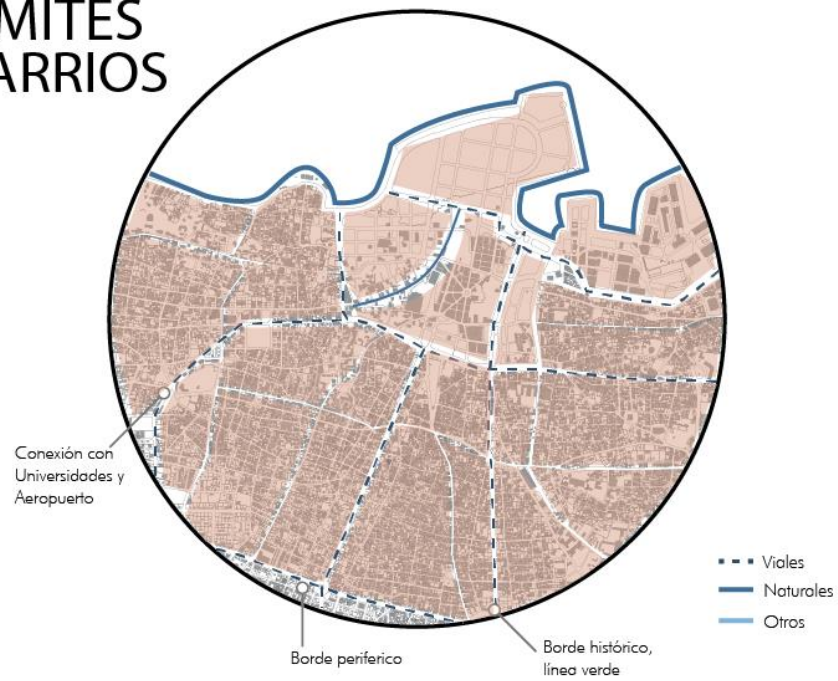 MITES
ARRIOS
Conexión con
Universidades y
Aeropuerto
Borde periferico
Borde histórico,
línea verde
Viales
Naturales
Otros